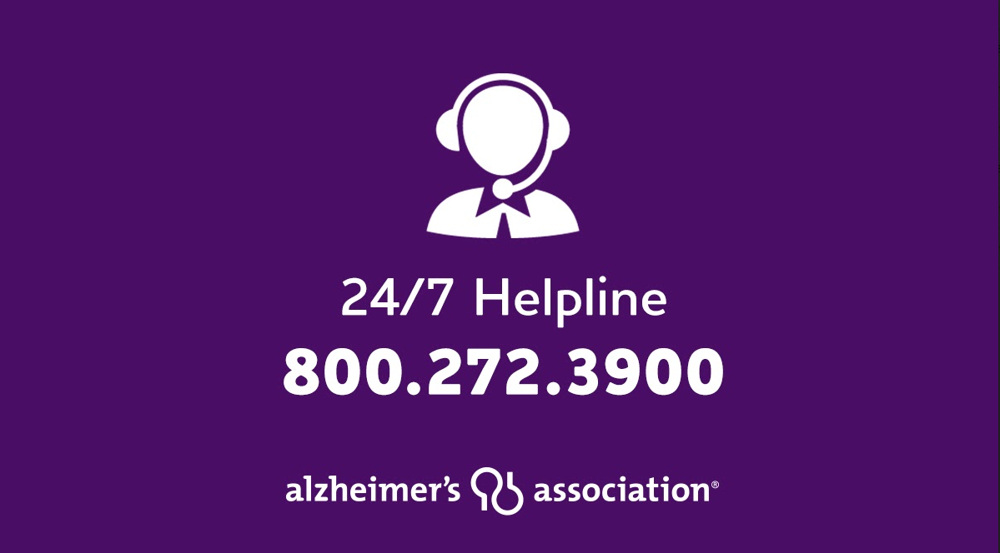 24/7 Helpline
800.272.3900
alzheimer's association®